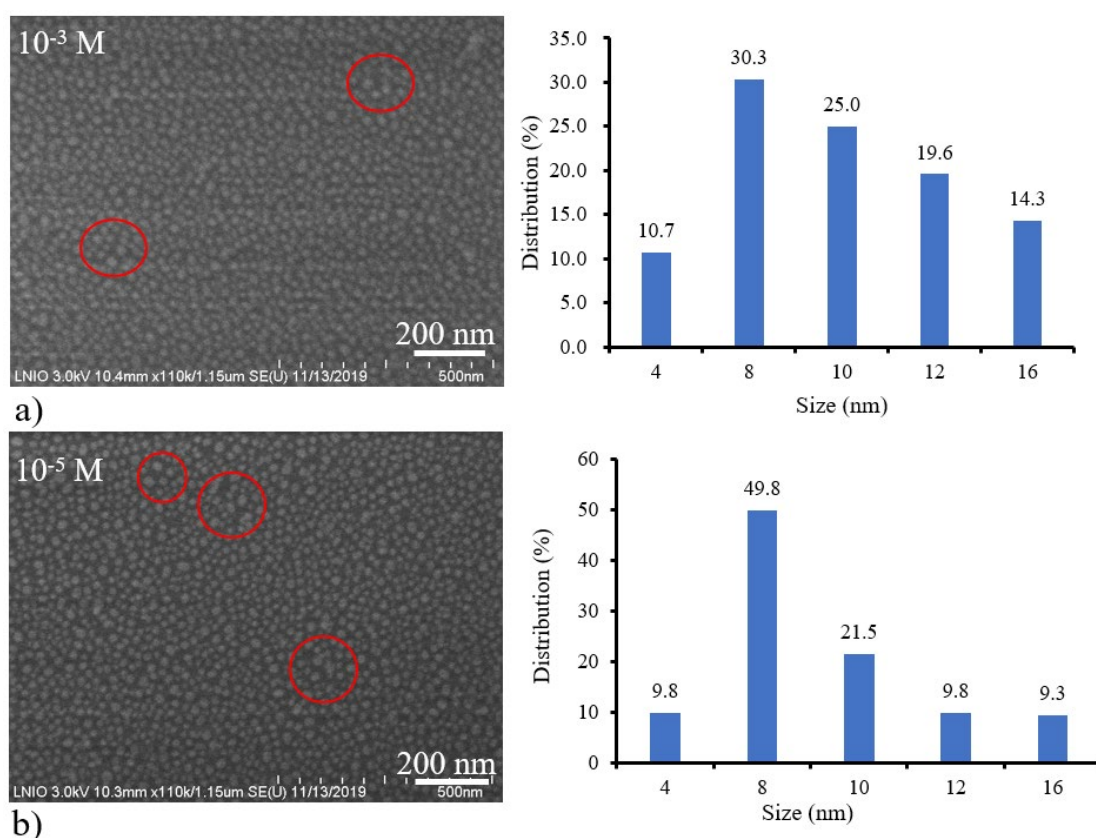 10-3 M
200 nm
LNIO 3.0kV 10.4mm x110k/1.15um SE(U) 11/13/2019
500nm
a)
Distribution (%)
35.0
30.0
25.0
20.0
15.0
10.0
5.0
0.0
10.7
30.3
25.0
19.6
14.3
4 8 10 12 16
Size (nm)
10-5 M
200 nm
LNIO 3.0kV 10.3mm x110k/1.15um SE(U) 11/13/2019
500nm
b)
Distribution (%)
60
50
40
30
20
10
0
9.8
49.8
21.5
9.8
9.3
4 8 10 12 16
Size (nm)